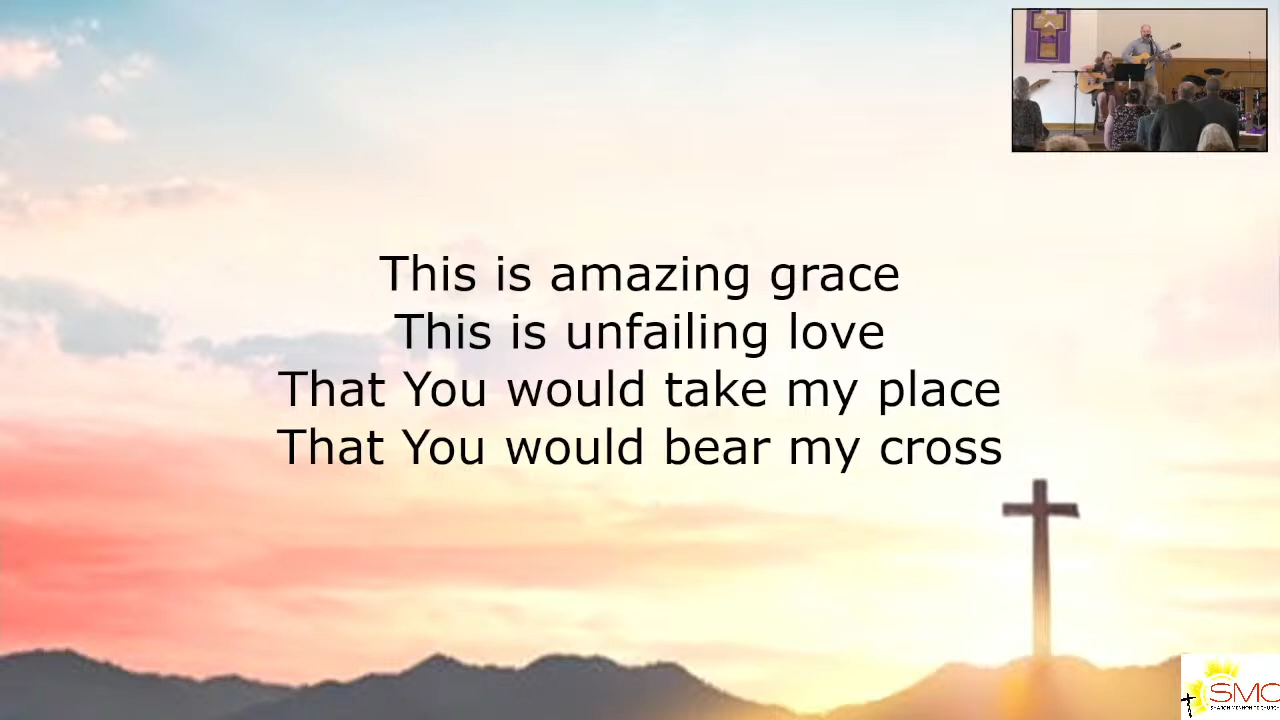 This is amazing grace
This is unfailing love
That You would take my place
That You would bear my cross
SMC